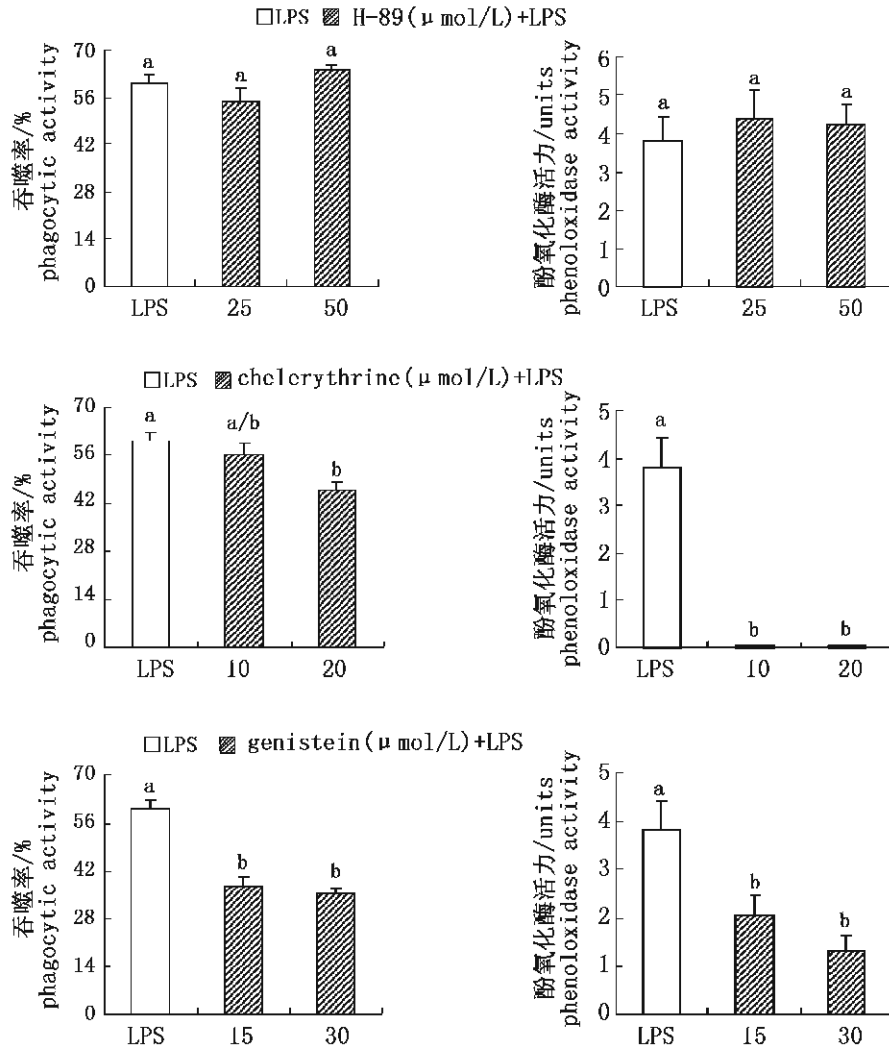 LPS H-89(μmol/L)+LPS
吞噬率/%
phagocytic activity
70
56
42
28
14
0
a
a
a
LPS 25 50
酚氧化酶活力/units
phenoloxidase activity
6
5
4
3
2
1
0
a
a
a
LPS 25 50
LPS chelerythrine(μmol/L)+LPS
吞噬率/%
phagocytic activity
70
56
42
28
14
0
a
a/b
b
LPS 10 20
酚氧化酶活力/units
phenoloxidase activity
5
4
3
2
1
0
a
b
b
LPS 10 20
LPS genistein(μmol/L)+LPS
吞噬率/%
phagocytic activity
70
56
42
28
14
0
a
b
b
LPS 15 30
酚氧化酶活力/units
phenoloxidase activity
5
4
3
2
1
0
a
b
b
LPS 15 30